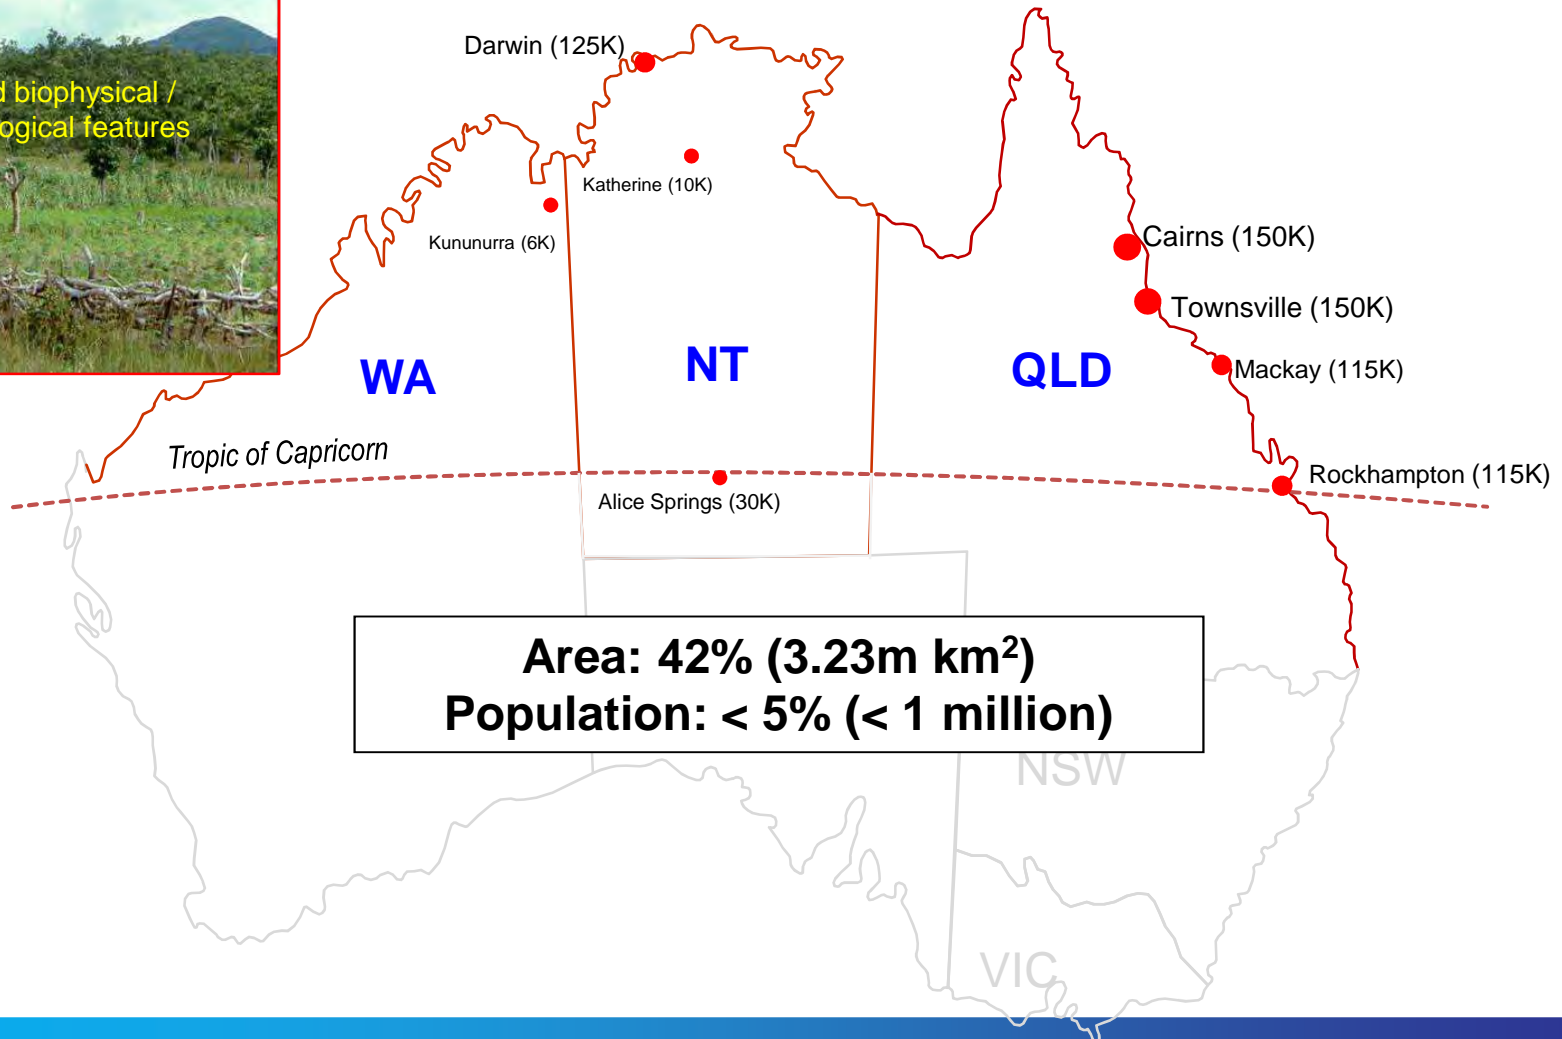 biophysical /
features
Darwin (125K)
Katherine (10K)
Kununurra (6K)
Cairns (150K)
Townsville (150K)
WA
NT
QLD
Mackay (115K)
Tropic of Capricorn
Rockhampton (115K)
Alice Springs (30K)
Area: 42% (3.23m km²)
Population: < 5% (< 1 million)
NSW
VIC